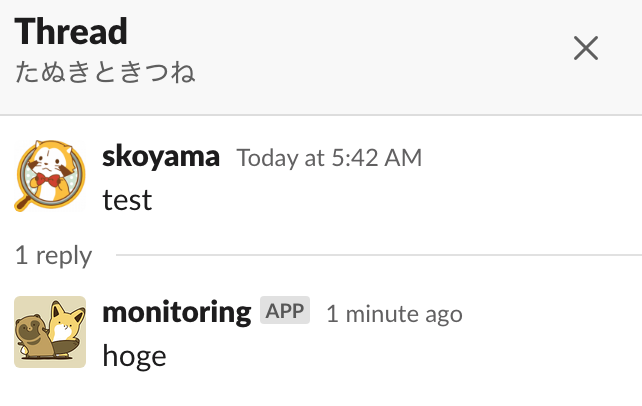 Thread
たぬきときつね
skoyama Today at 5:42 AM
test
1 reply
monitoring APP 1 minute ago
hoge